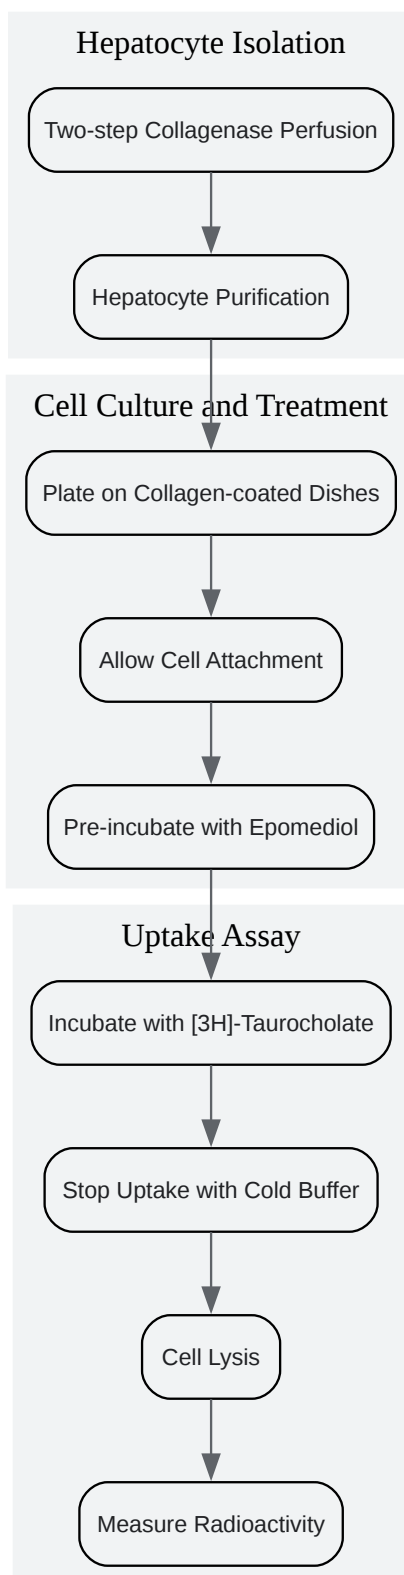 Hepatocyte Isolation
Two-step Collagenase Perfusion
Hepatocyte Purification
Cell Culture and Treatment
Plate on Collagen-coated Dishes
Allow Cell Attachment
Pre-incubate with Epomediol
Uptake Assay
Incubate with [3H]-Taurocholate
Stop Uptake with Cold Buffer
Cell Lysis
Measure Radioactivity